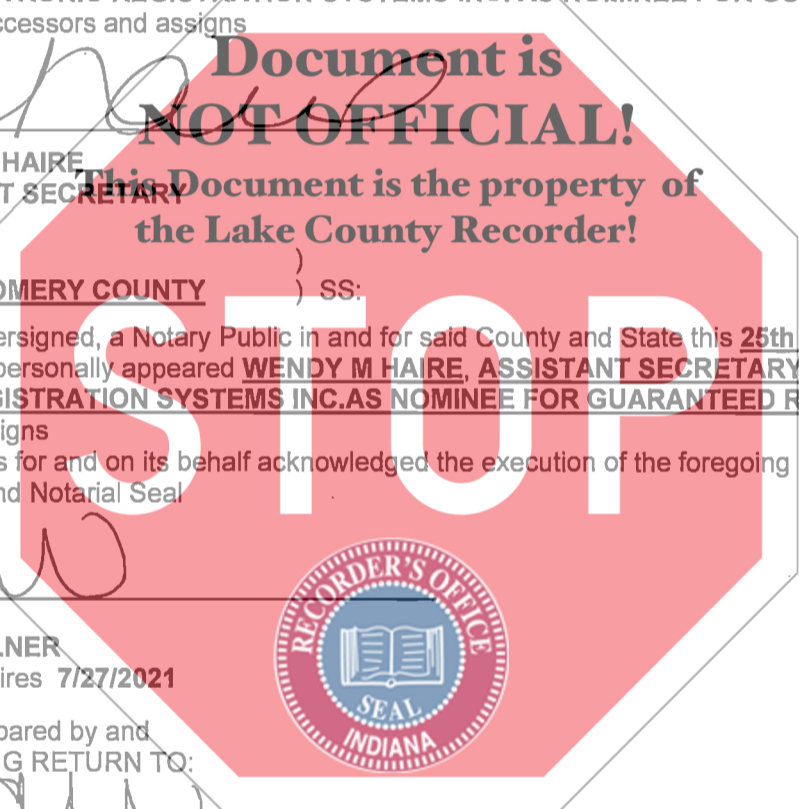 ccessors and assigns
Document is
NOT OFFICIAL!
HAIRE
This Document is the property of
T SECRETARY
the Lake County Recorder!
)
OMERY COUNTY ) SS:
STOP
ersigned, a Notary Public in and for said County and State this 25th
personally appeared WENDY M HAIRE, ASSISTANT SECRETARY
GISTRATION SYSTEMS INC.AS NOMINEE FOR GUARANTEED R
igns
s for and on its behalf acknowledged the execution of the foregoing
nd Notarial Seal
RECORDER'S OFFICE
SEAL
INDIANA
LNER
ires 7/27/2021
pared by and
G RETURN TO: